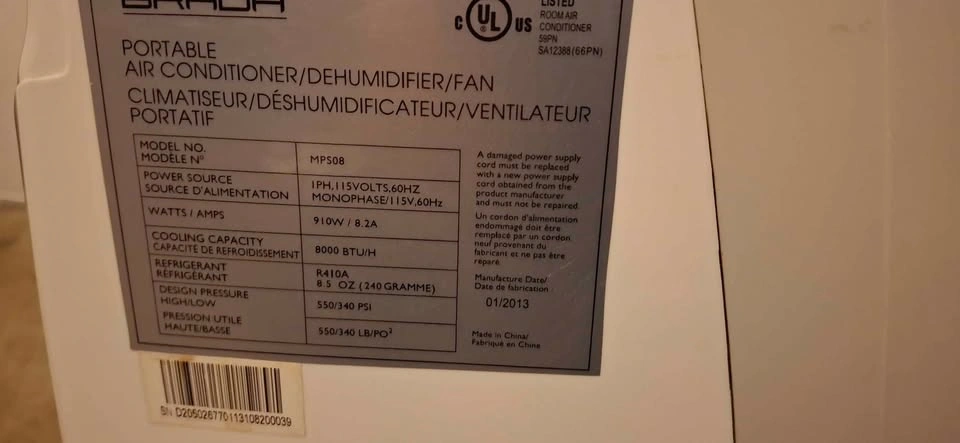 C UL US
LISTED
ROOM AIR
CONDITIONER
59PN
SA12388(66PN)
PORTABLE
AIR CONDITIONER/DEHUMIDIFIER/FAN
CLIMATISEUR/DÉSHUMIDIFICATEUR/VENTILATEUR
PORTATIF
MODEL NO.
MODÈLE Nº
MPS08
POWER SOURCE
SOURCE D'ALIMENTATION
1PH,115VOLTS,60HZ
MONOPHASE/115V,60Hz
WATTS / AMPS
910W / 8.2A
COOLING CAPACITY
CAPACITÉ DE REFROIDISSEMENT
8000 BTU/H
REFRIGERANT
RÉFRIGÉRANT
R410A
8.5 OZ (240 GRAMME)
DESIGN PRESSURE
HIGH/LOW
550/340 PSI
PRESSION UTILE
HAUTE/BASSE
550/340 LB/PO²
A damaged power supply
cord must be replaced
with a new power supply
cord obtained from the
product manufacturer
and must not be repaired.
Un cordon d'alimentation
endommagé doit être
remplacé par un cordon
neuf provenant du
fabricant et ne pas être
réparé.
Manufacture Date/
Date de fabrication
01/2013
Made in China/
Fabriqué en Chine
SN D205026770113108200039